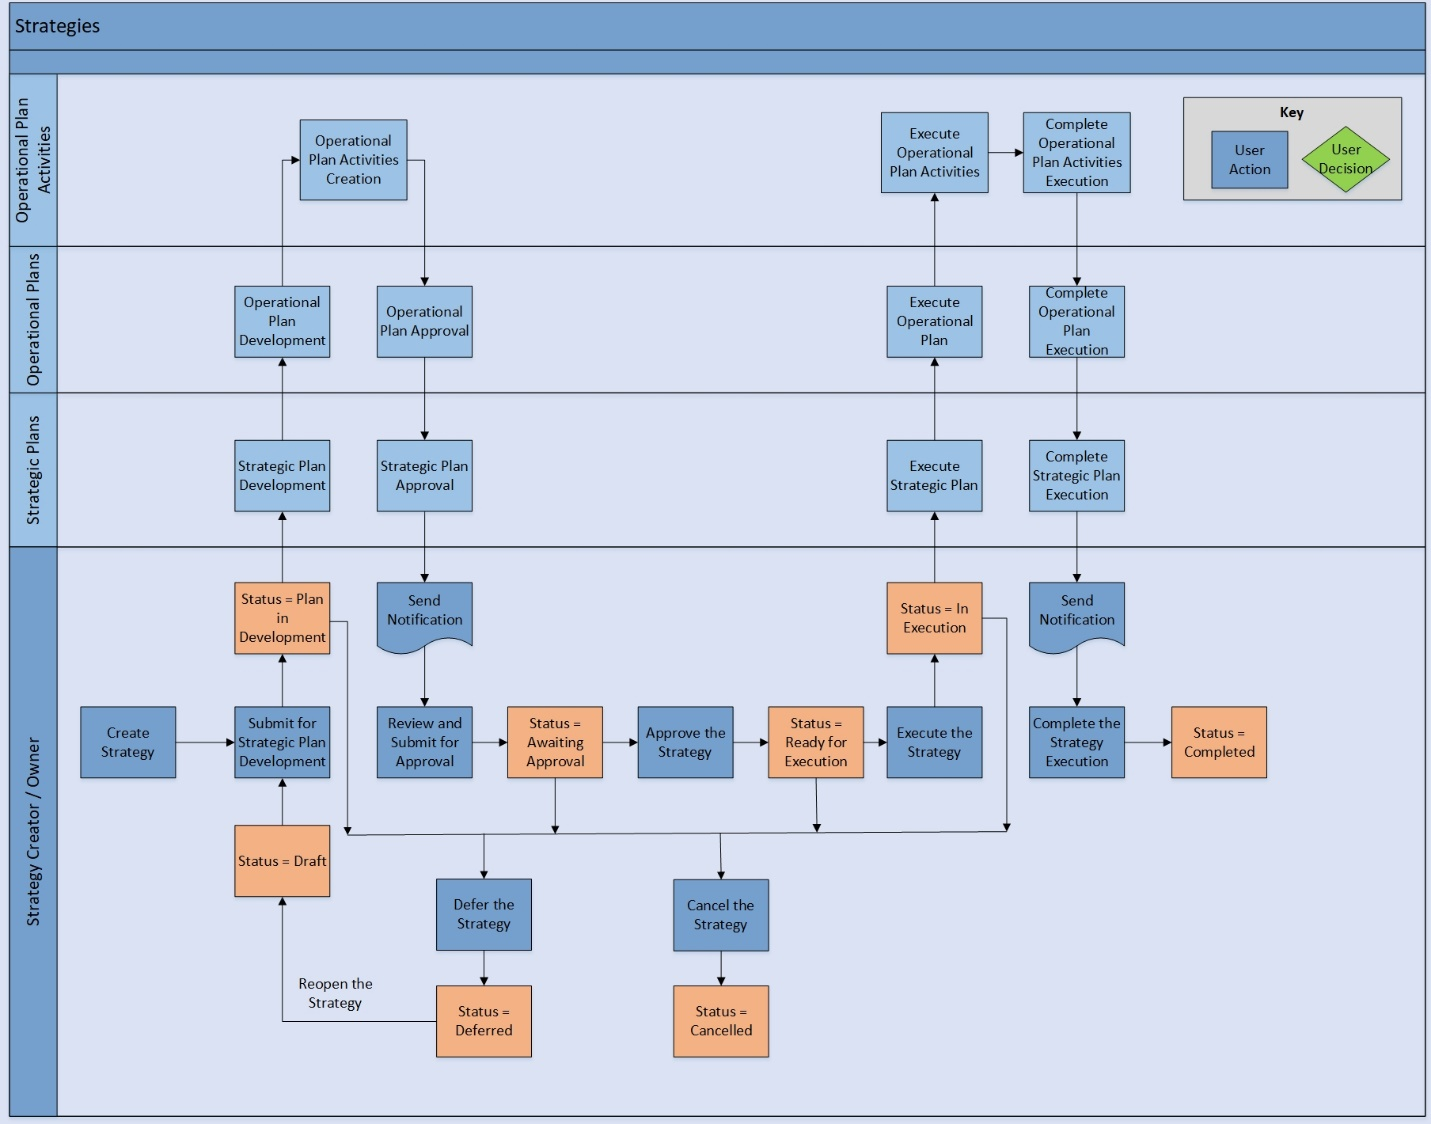 Strategies
Operational Plan
Activities
Operational
Plan Activities
Creation
Execute
Operational
Plan Activities
Complete
Operational
Plan Activities
Execution
Key
User
Action
User
Decision
Operational Plans
Operational
Plan
Development
Operational
Plan Approval
Execute
Operational
Plan
Complete
Operational
Plan
Execution
Strategic Plans
Strategic Plan
Development
Strategic Plan
Approval
Execute
Strategic Plan
Complete
Strategic Plan
Execution
Strategy Creator / Owner
Status = Plan
in
Development
Send
Notification
Status = In
Execution
Send
Notification
Create
Strategy
Submit for
Strategic Plan
Development
Review and
Submit for
Approval
Status =
Awaiting
Approval
Approve the
Strategy
Status =
Ready for
Execution
Execute the
Strategy
Complete the
Strategy
Execution
Status =
Completed
Status = Draft
Defer the
Strategy
Cancel the
Strategy
Reopen the
Strategy
Status =
Deferred
Status =
Cancelled